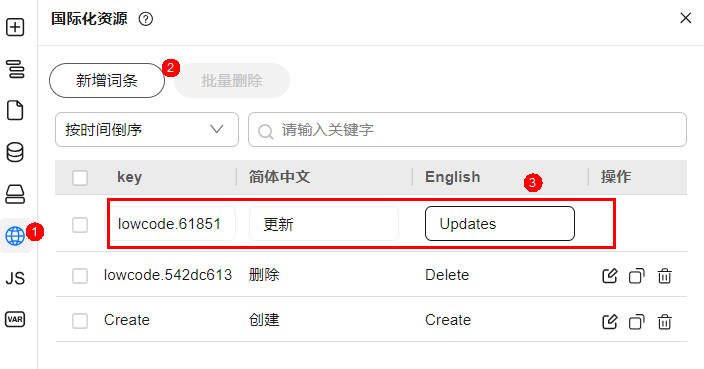 国际化资源
新增词条 2 批量删除
按时间倒序 请输入关键字
key 简体中文 English 3 操作
lowcode.61851 更新 Updates
1
lowcode.542dc613 删除 Delete
JS
Create 创建 Create
VAR